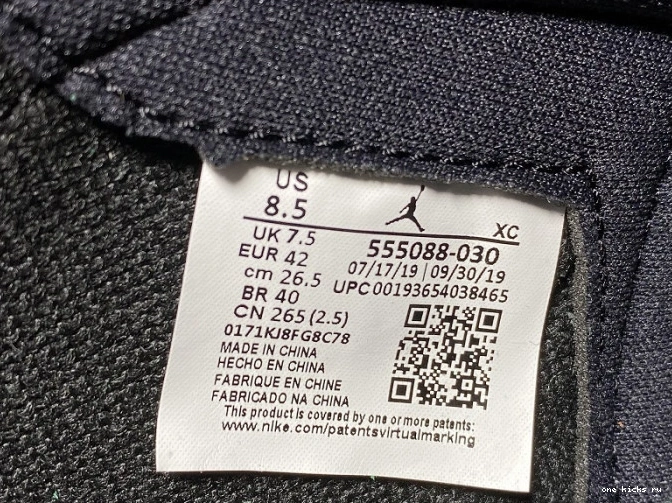 US
8.5
XC
UK 7.5
555088-030
EUR 42
07/17/19 | 09/30/19
cm 26.5
UPC 00193654038465
BR 40
CN 265 (2.5)
0171KJ8FG8C78
MADE IN CHINA
HECHO EN CHINA
FABRIQUE EN CHINE
FABRICADO NA CHINA
This product is covered by one or more patents:
www.nike.com/patentsvirtualmarking
one-kicks.ru